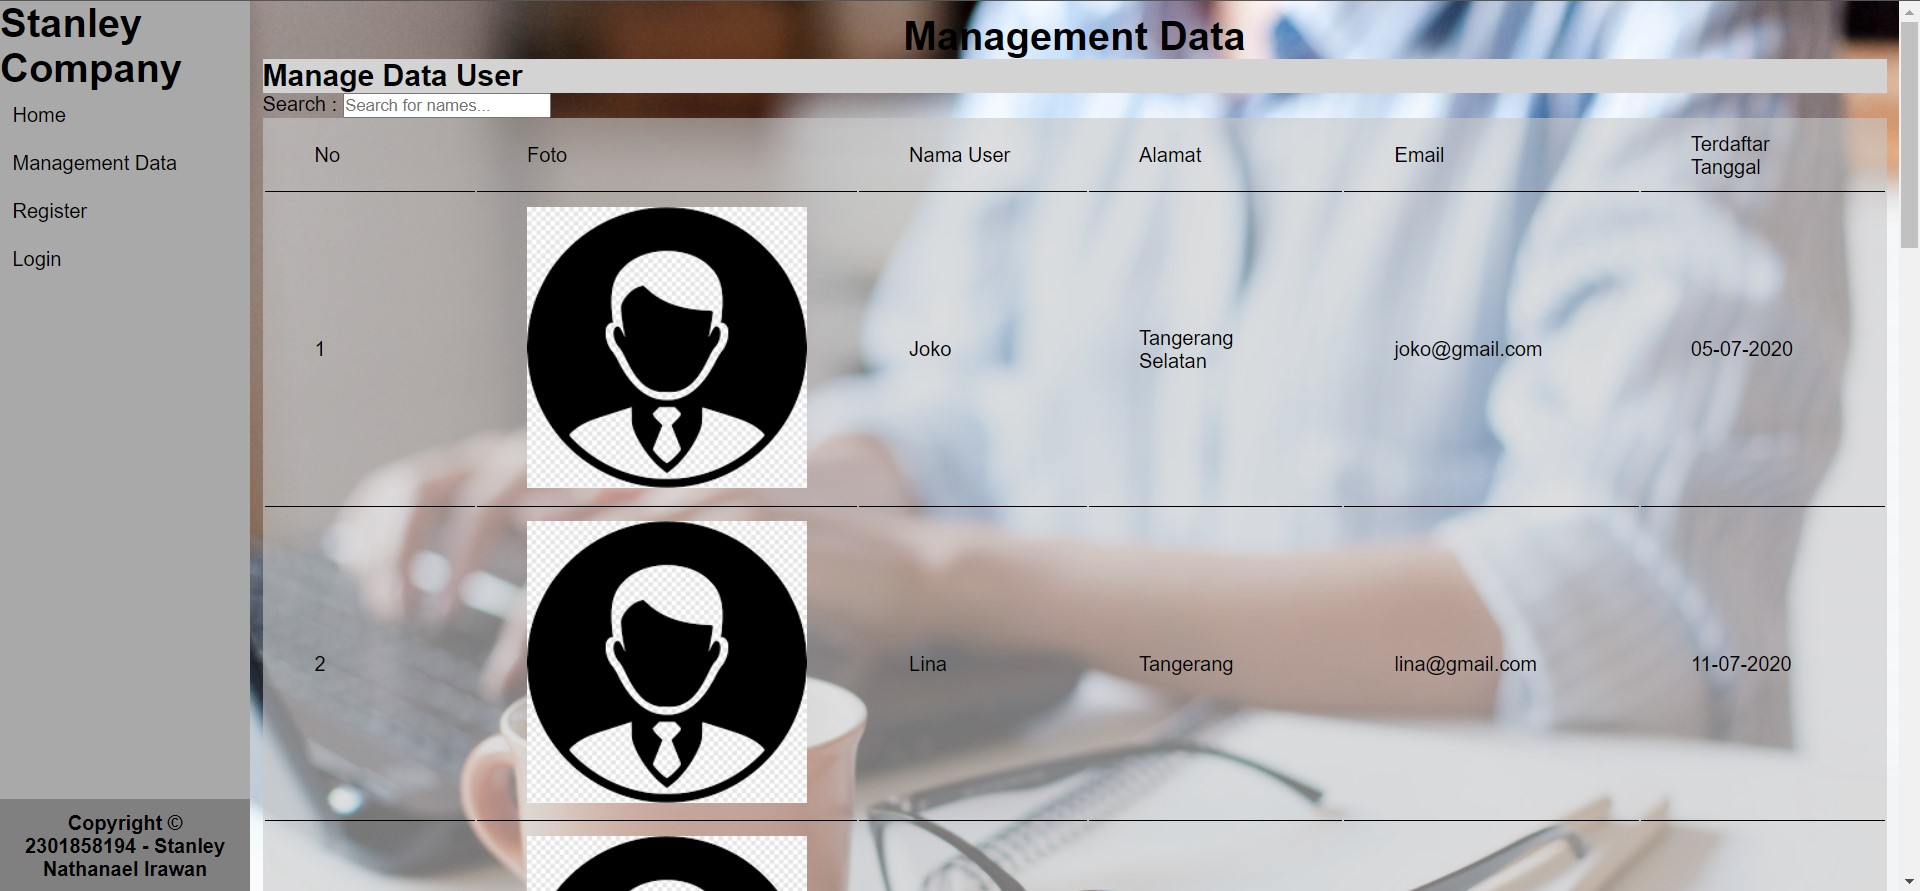 Stanley
Company
Home
Management Data
Register
Login
Copyright ©
2301858194 - Stanley
Nathanael Irawan
Management Data
Manage Data User
Search : Search for names...
No Foto Nama User Alamat Email Terdaftar
Tanggal
1 Joko Tangerang
Selatan joko@gmail.com 05-07-2020
2 Lina Tangerang lina@gmail.com 11-07-2020